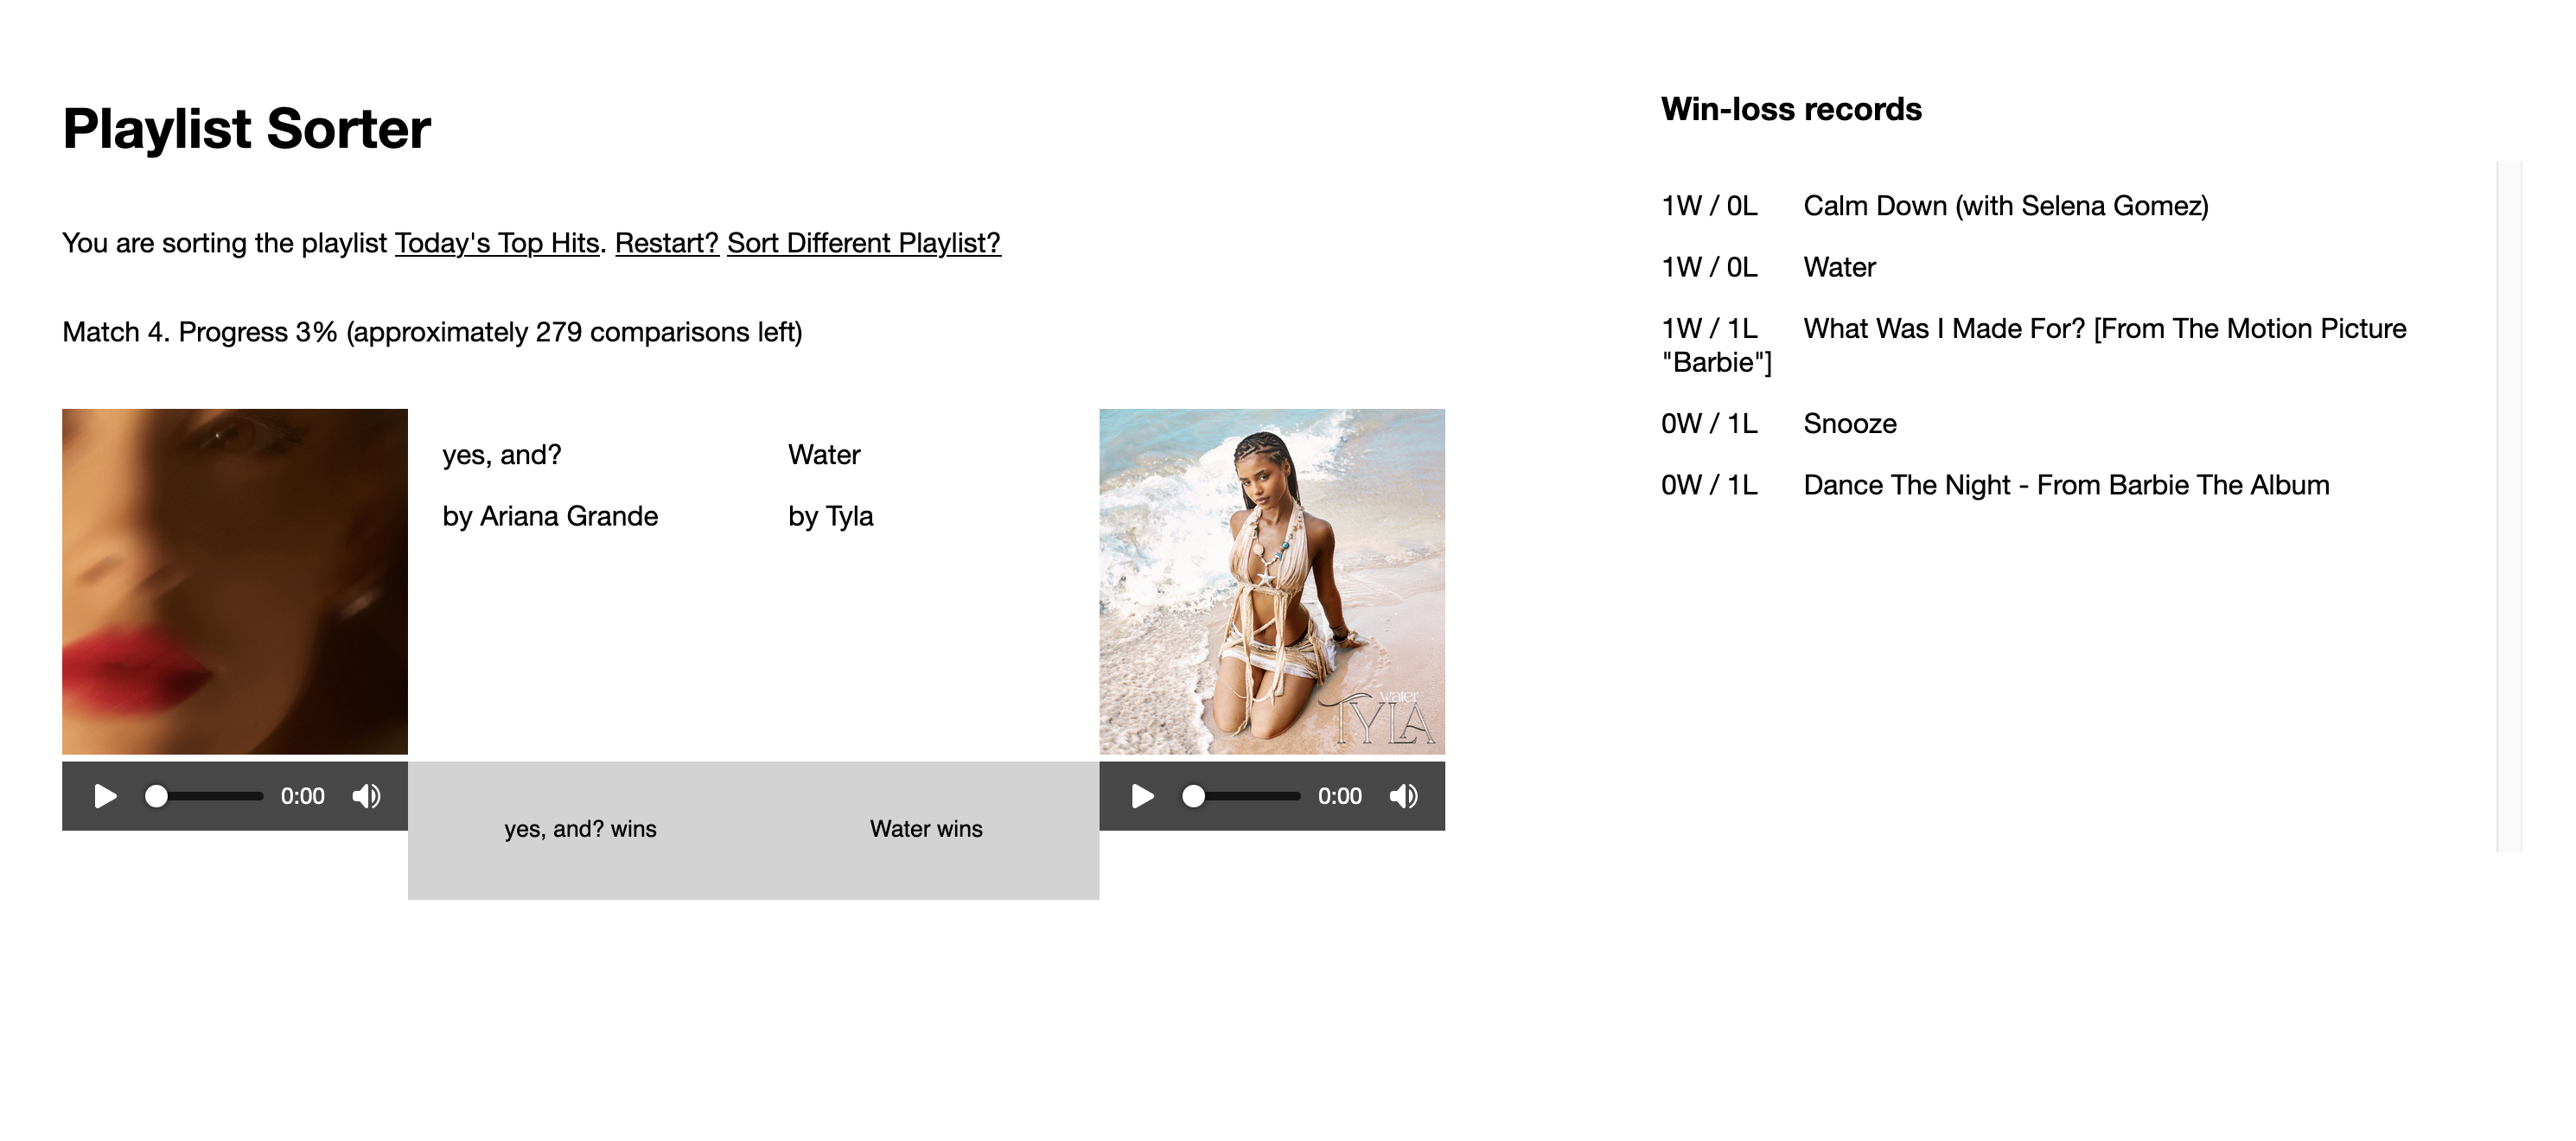 Playlist Sorter
You are sorting the playlist Today's Top Hits. Restart? Sort Different Playlist?
Match 4. Progress 3% (approximately 279 comparisons left)
yes, and?
by Ariana Grande
Water
by Tyla
water
TYLA
0:00
yes, and? wins
Water wins
0:00
Win-loss records
1W / 0L Calm Down (with Selena Gomez)
1W / 0L Water
1W / 1L What Was I Made For? [From The Motion Picture
"Barbie"]
0W / 1L Snooze
0W / 1L Dance The Night - From Barbie The Album